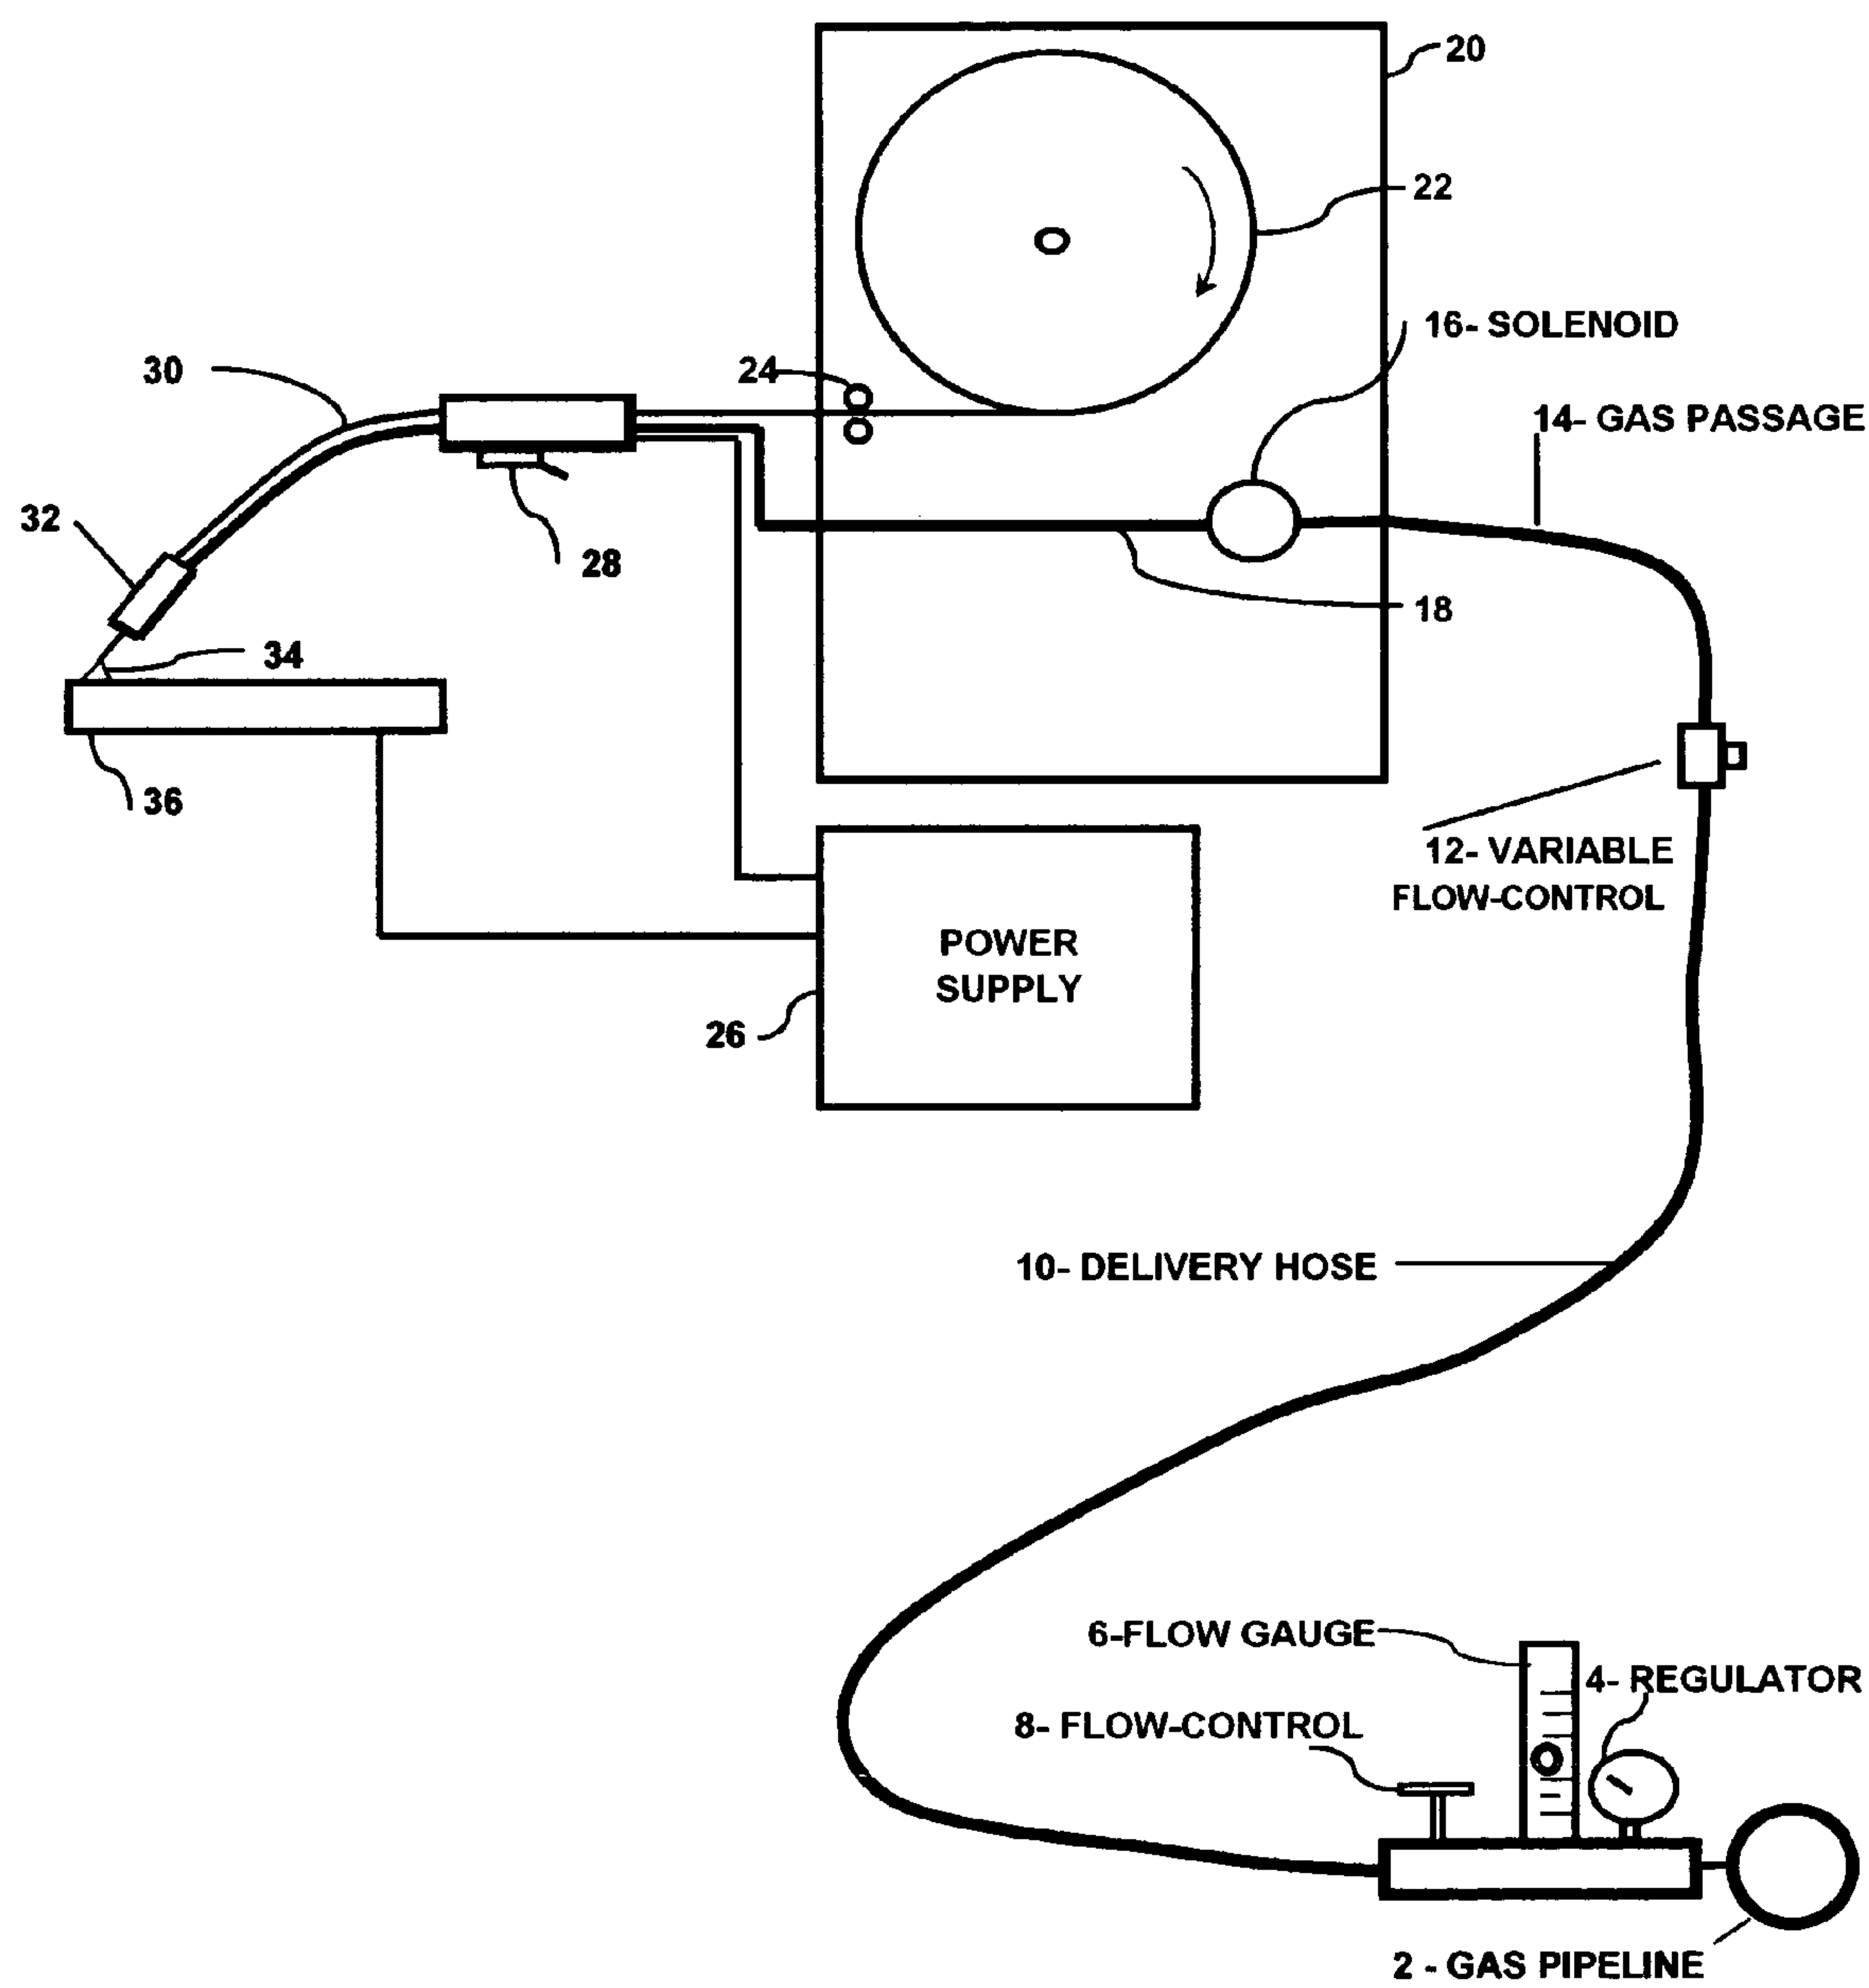 20
22
16- SOLENOID
30
24
14- GAS PASSAGE
32
28
18
34
36
12- VARIABLE
FLOW-CONTROL
POWER
SUPPLY
26
10- DELIVERY HOSE
6-FLOW GAUGE
4- REGULATOR
8- FLOW-CONTROL
2 - GAS PIPELINE